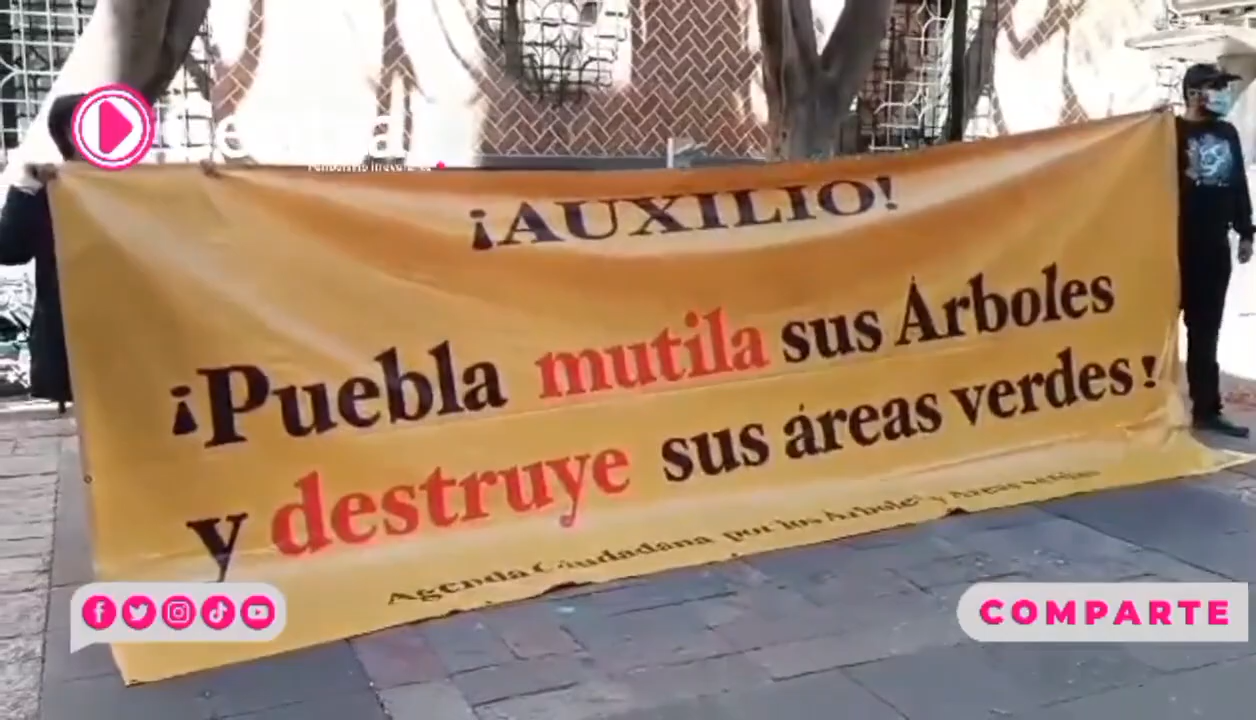 ¡AUXILIO!
¡Puebla mutila sus Árboles
y destruye sus áreas verdes!
Agenda Ciudadana por los Árboles y Áreas verdes
COMPARTE